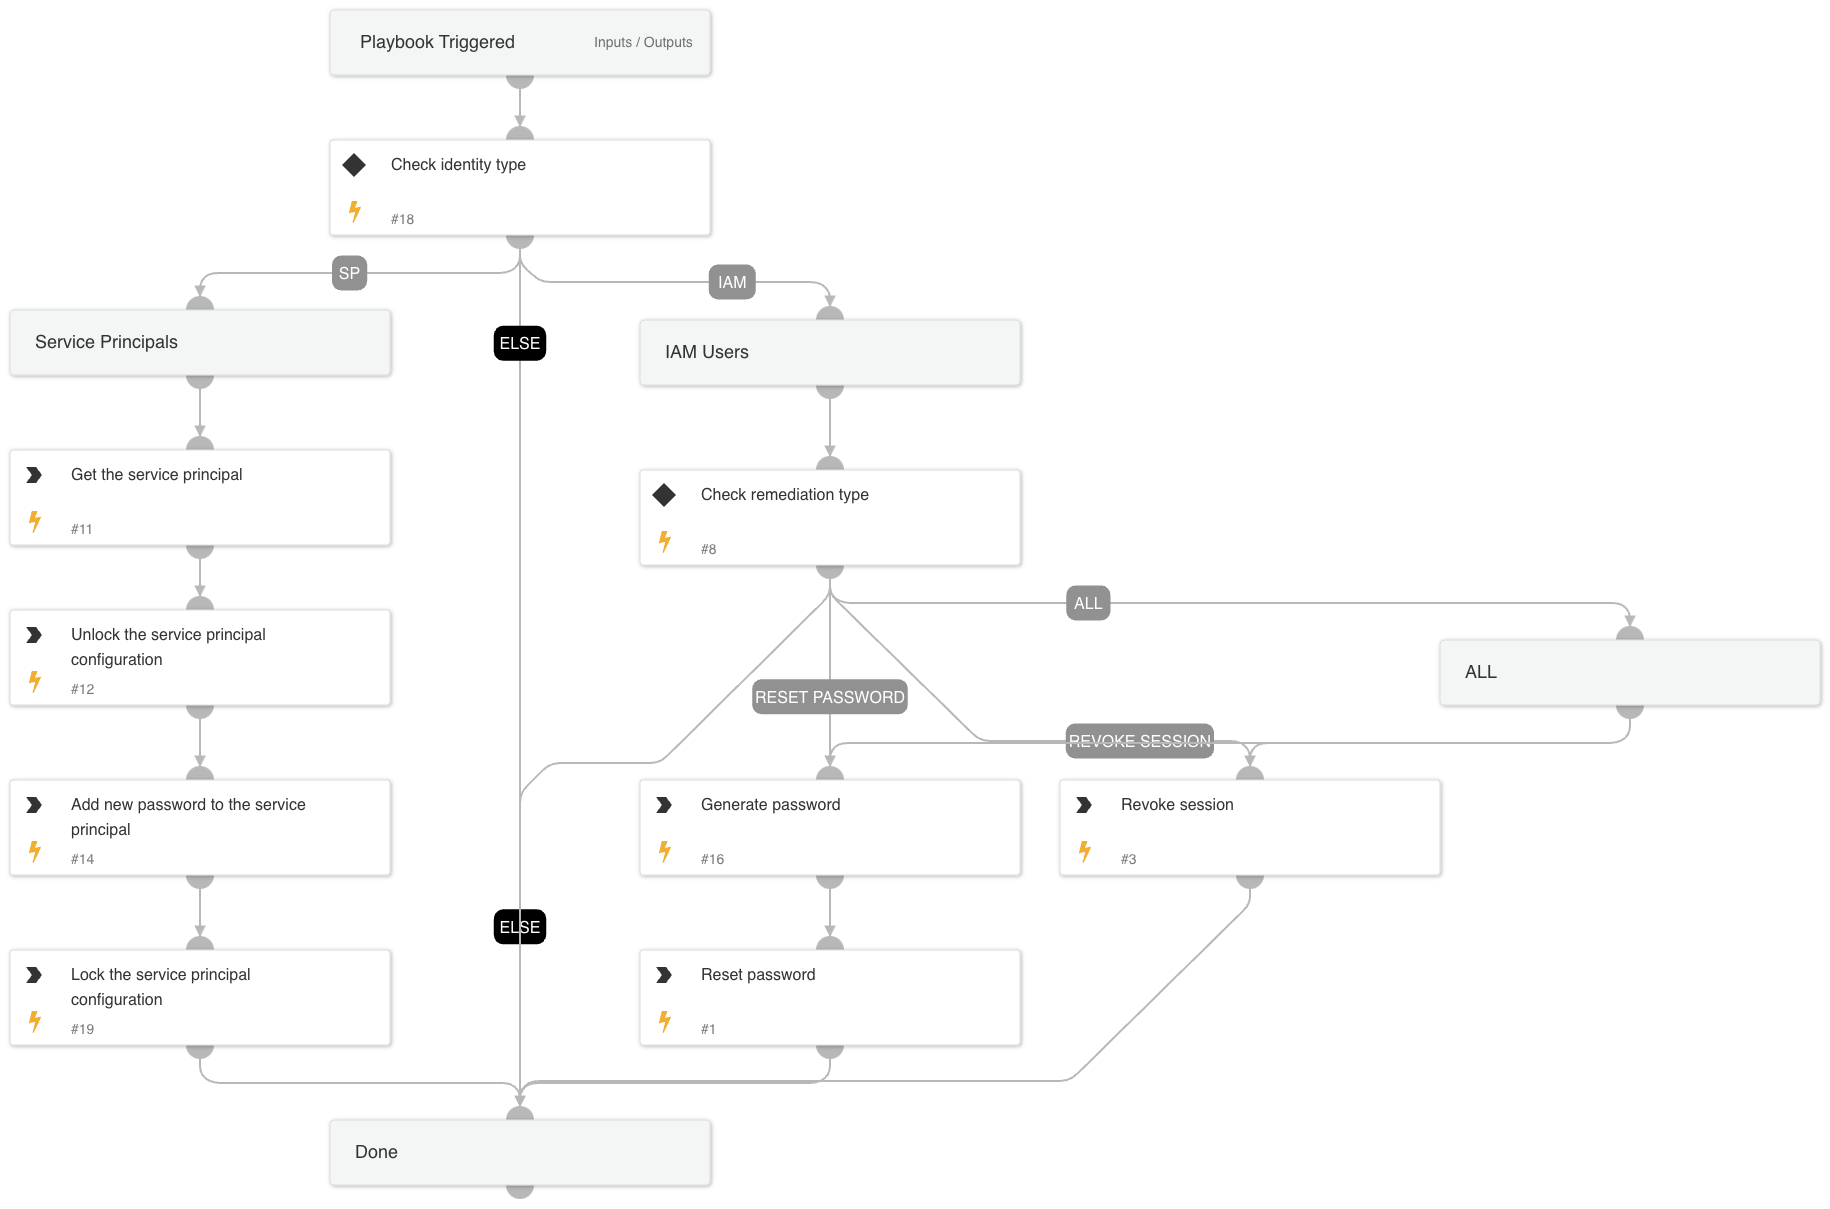 Playbook Triggered
Inputs / Outputs
Check identity type
#18
SP
IAM
Service Principals
ELSE
IAM Users
Get the service principal
#11
Check remediation type
#8
ALL
Unlock the service principal
configuration
#12
ALL
RESET PASSWORD
REVOKE SESSION
Add new password to the service
principal
#14
Generate password
#16
Revoke session
#3
ELSE
Lock the service principal
configuration
#19
Reset password
#1
Done